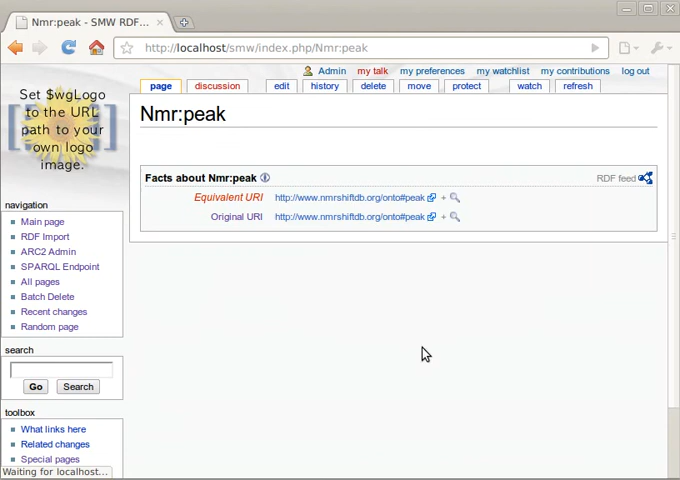 Nmr:peak - SMW RDF...
http://localhost/smw/index.php/Nmr:peak
Admin my talk my preferences my watchlist my contributions log out
page discussion edit history delete move protect watch refresh
Set $wgLogo
to the URL
path to your
own logo
image.
Nmr:peak
Facts about Nmr:peak
RDF feed
Equivalent URI http://www.nmrshiftdb.org/onto#peak +
Original URI http://www.nmrshiftdb.org/onto#peak +
navigation
Main page
RDF Import
ARC2 Admin
SPARQL Endpoint
All pages
Batch Delete
Recent changes
Random page
search
Go Search
toolbox
What links here
Related changes
Special pages
Waiting for localhost...